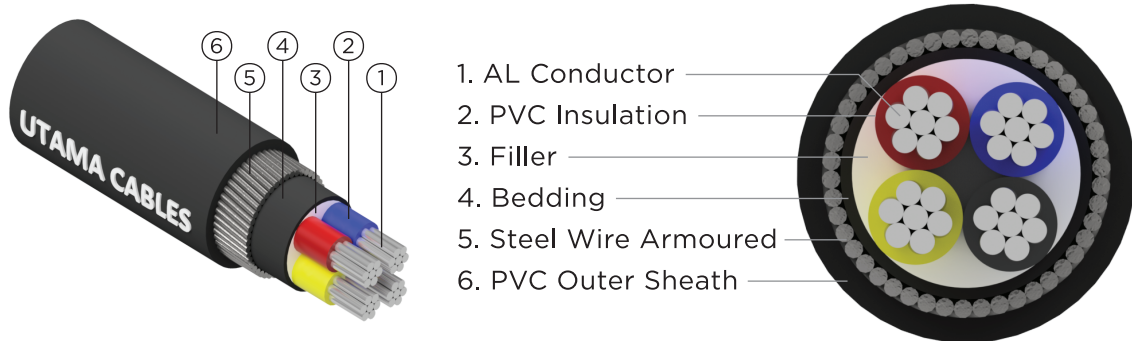 6
4
2
5
3
1
UTAMA CABLES
1. AL Conductor
2. PVC Insulation
3. Filler
4. Bedding
5. Steel Wire Armoured
6. PVC Outer Sheath